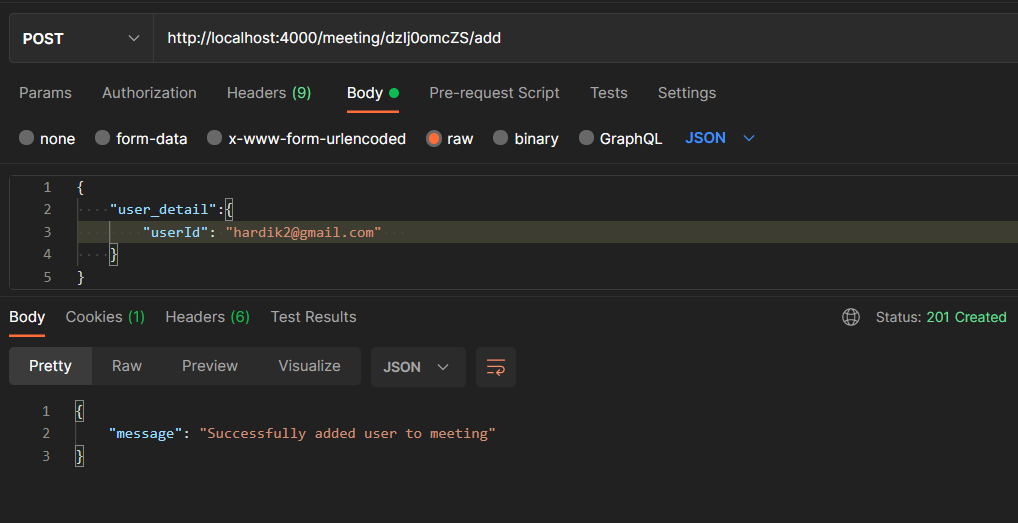 POST http://localhost:4000/meeting/dzlj0omcZS/add
Params Authorization Headers (9) Body Pre-request Script Tests Settings
none form-data x-www-form-urlencoded raw binary GraphQL JSON
1 {
2 "user_detail":{
3 "userId": "hardik2@gmail.com"
4 }
5 }
Body Cookies (1) Headers (6) Test Results Status: 201 Created
Pretty Raw Preview Visualize JSON
1 {
2 "message": "Successfully added user to meeting"
3 }